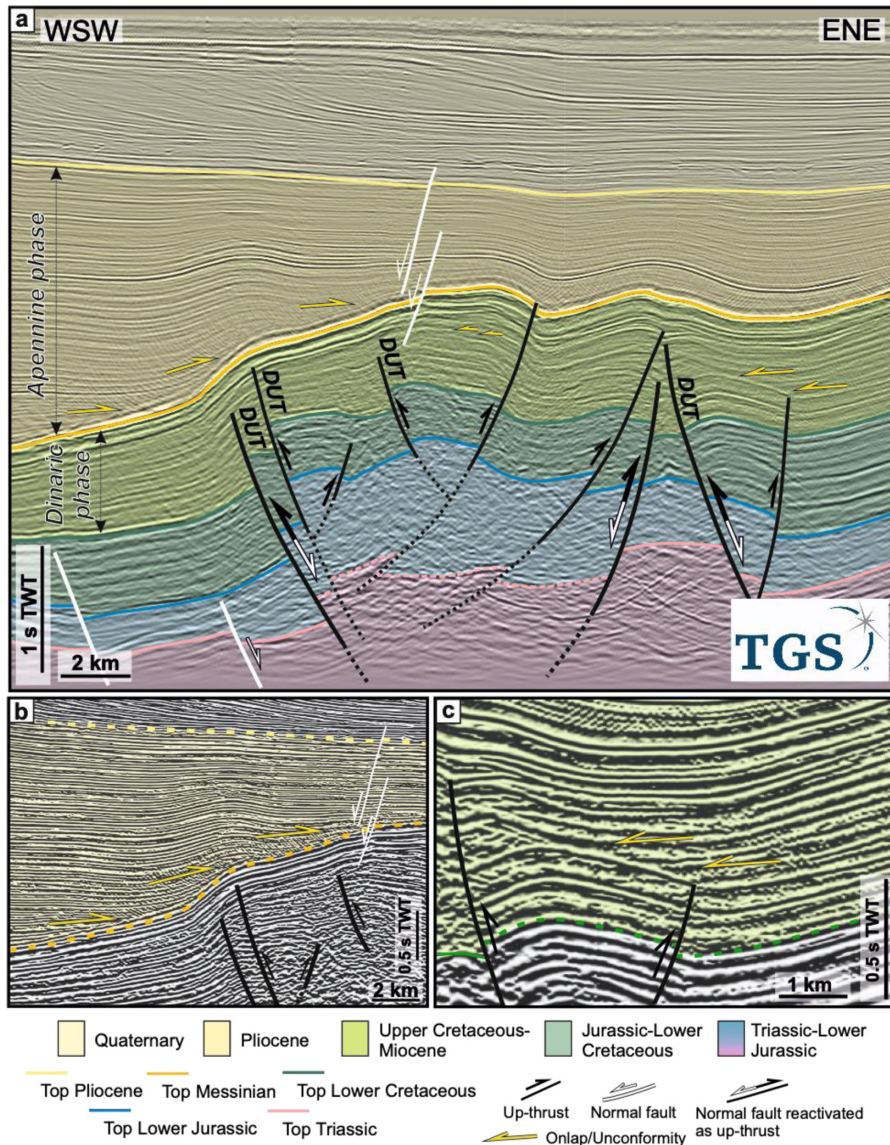 a
WSW
ENE
Apennine phase
Dinaric
phase
DUT
DUT
DUT
DUT
1 s TWT
2 km
TGS
b
0.5 s TWT
2 km
c
0.5 s TWT
1 km
Quaternary
Pliocene
Upper Cretaceous-
Miocene
Jurassic-Lower
Cretaceous
Triassic-Lower
Jurassic
Top Pliocene
Top Messinian
Top Lower Cretaceous
Top Lower Jurassic
Top Triassic
Up-thrust
Normal fault
Normal fault reactivated
as up-thrust
Onlap/Unconformity